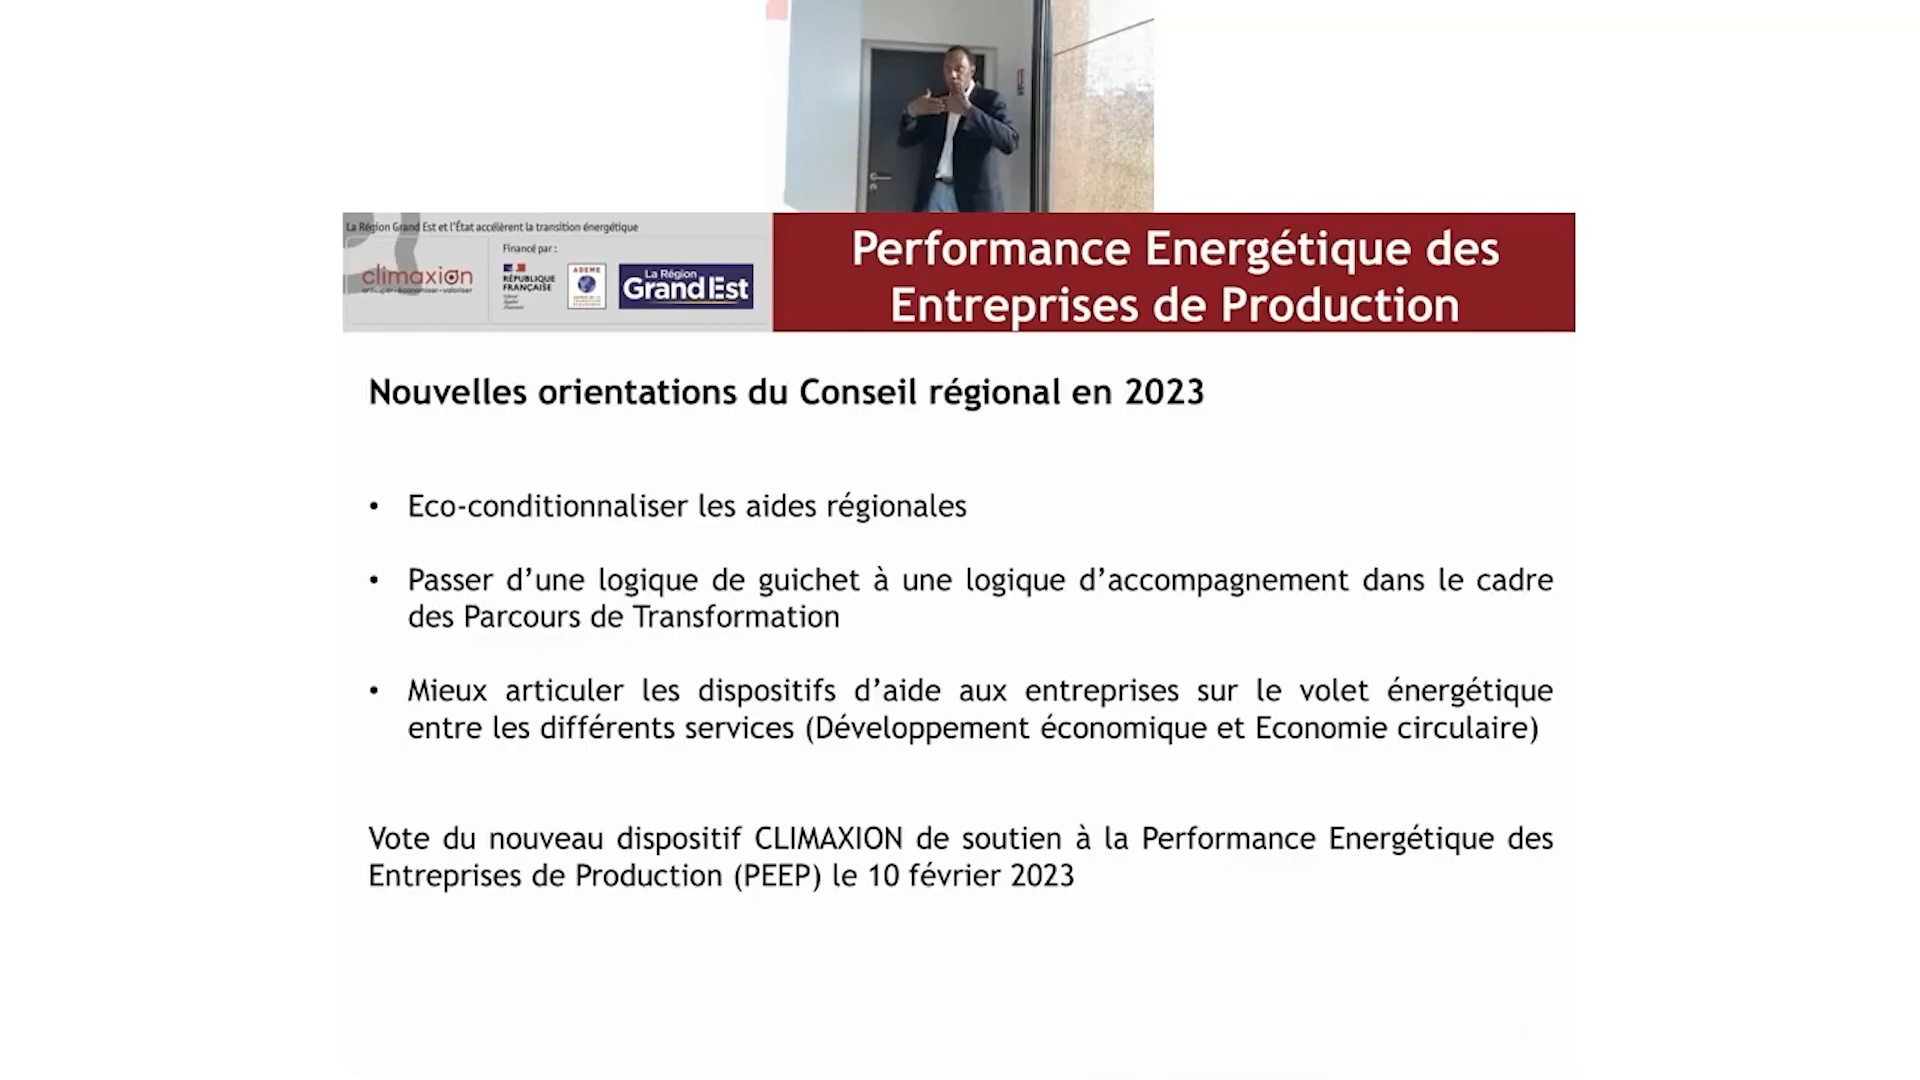 La Région Grand Est et l'État accélèrent la transition énergétique
climaxion
anticiper • économiser • valoriser
Financé par :
RÉPUBLIQUE
FRANÇAISE
ADEME
La Région
Grand Est
Performance Energétique des
Entreprises de Production
Nouvelles orientations du Conseil régional en 2023
• Eco-conditionnaliser les aides régionales
• Passer d’une logique de guichet à une logique d’accompagnement dans le cadre
des Parcours de Transformation
• Mieux articuler les dispositifs d’aide aux entreprises sur le volet énergétique
entre les différents services (Développement économique et Economie circulaire)
Vote du nouveau dispositif CLIMAXION de soutien à la Performance Energétique des
Entreprises de Production (PEEP) le 10 février 2023